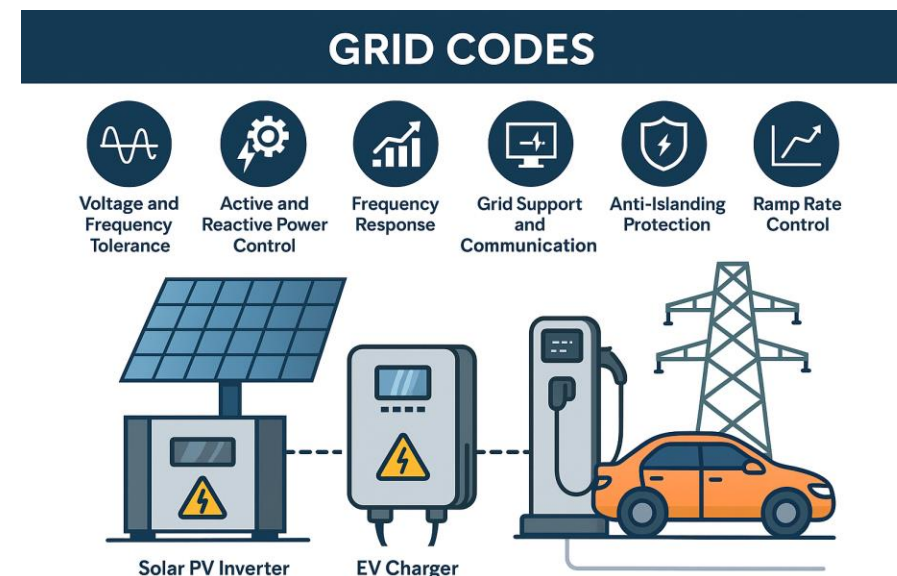 GRID CODES
Voltage and
Frequency
Tolerance
Active and
Reactive Power
Control
Frequency
Response
Grid Support
and
Communication
Anti-Islanding
Protection
Ramp Rate
Control
Solar PV Inverter
EV Charger